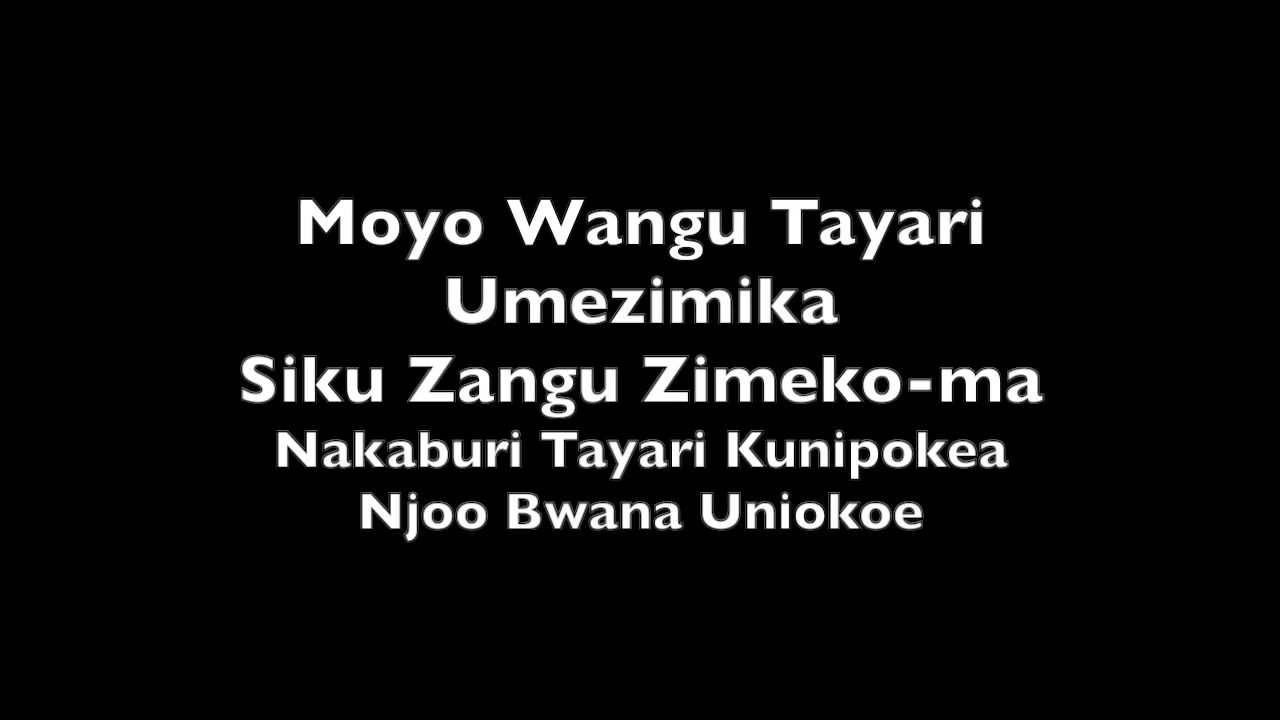 Moyo Wangu Tayari
Umezimika
Siku Zangu Zimeko-ma
Nakaburi Tayari Kunipokea
Njoo Bwana Uniokoe